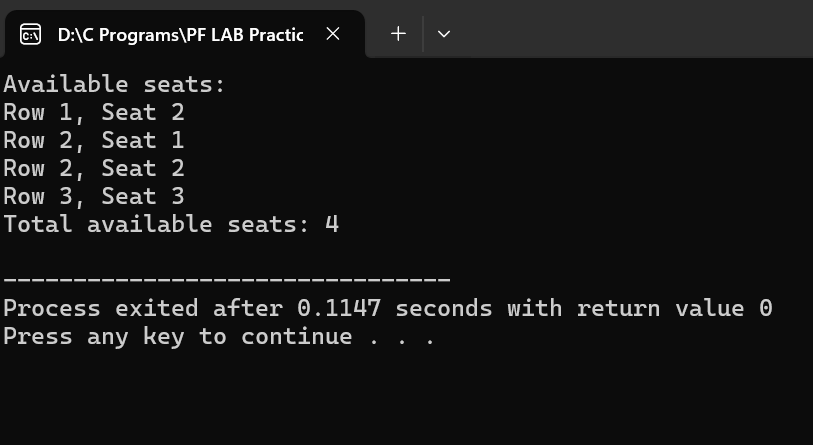 D:\C Programs\PF LAB Practic
Available seats:
Row 1, Seat 2
Row 2, Seat 1
Row 2, Seat 2
Row 3, Seat 3
Total available seats: 4
--------------------------------
Process exited after 0.1147 seconds with return value 0
Press any key to continue . . .